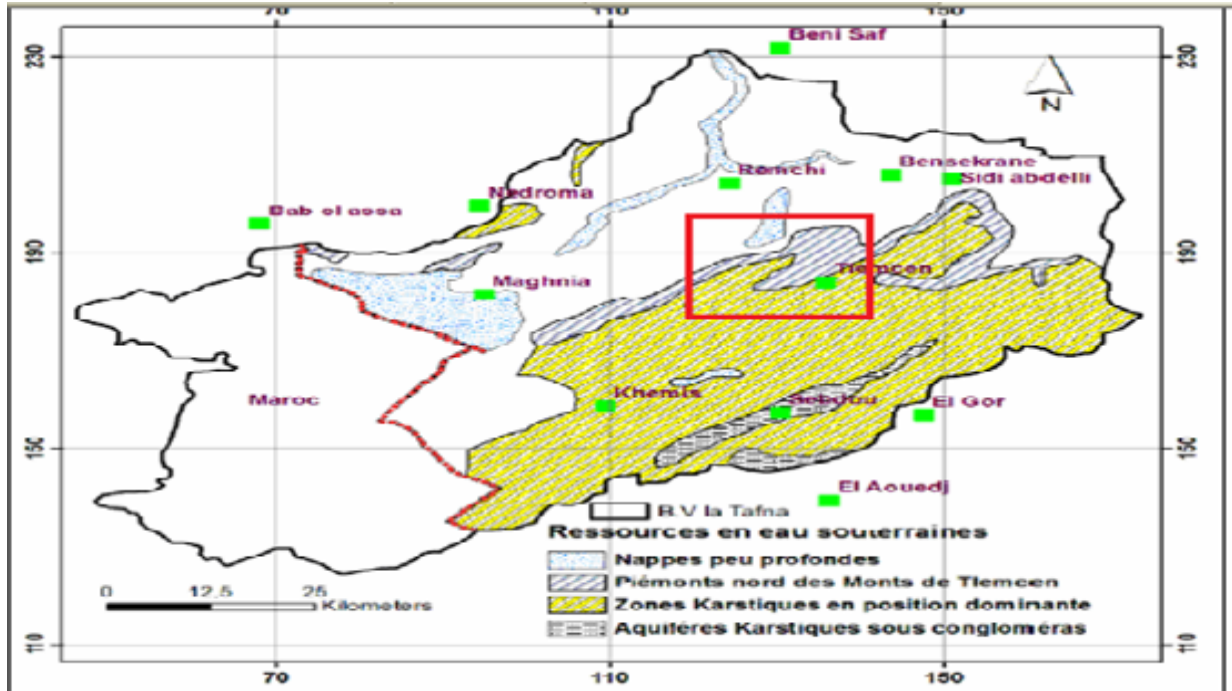 70 110 150
Beni Saf
230
N
Bensekrane
Remchi
Sidi abdelli
Nedroma
Bab el assa
190 190
Tlemcen
Maghnia
Khemis
Maroc
Sebdou
El Gor
150 150
El Aouedj
B.V la Tafna
Ressources en eau souterraines
Nappes peu profondes
Piémonts nord des Monts de Tlemcen
Zones Karstiques en position dominante
Aquifères Karstiques sous congloméras
0 12,5 25
Kilometers
110 110
70 110 150